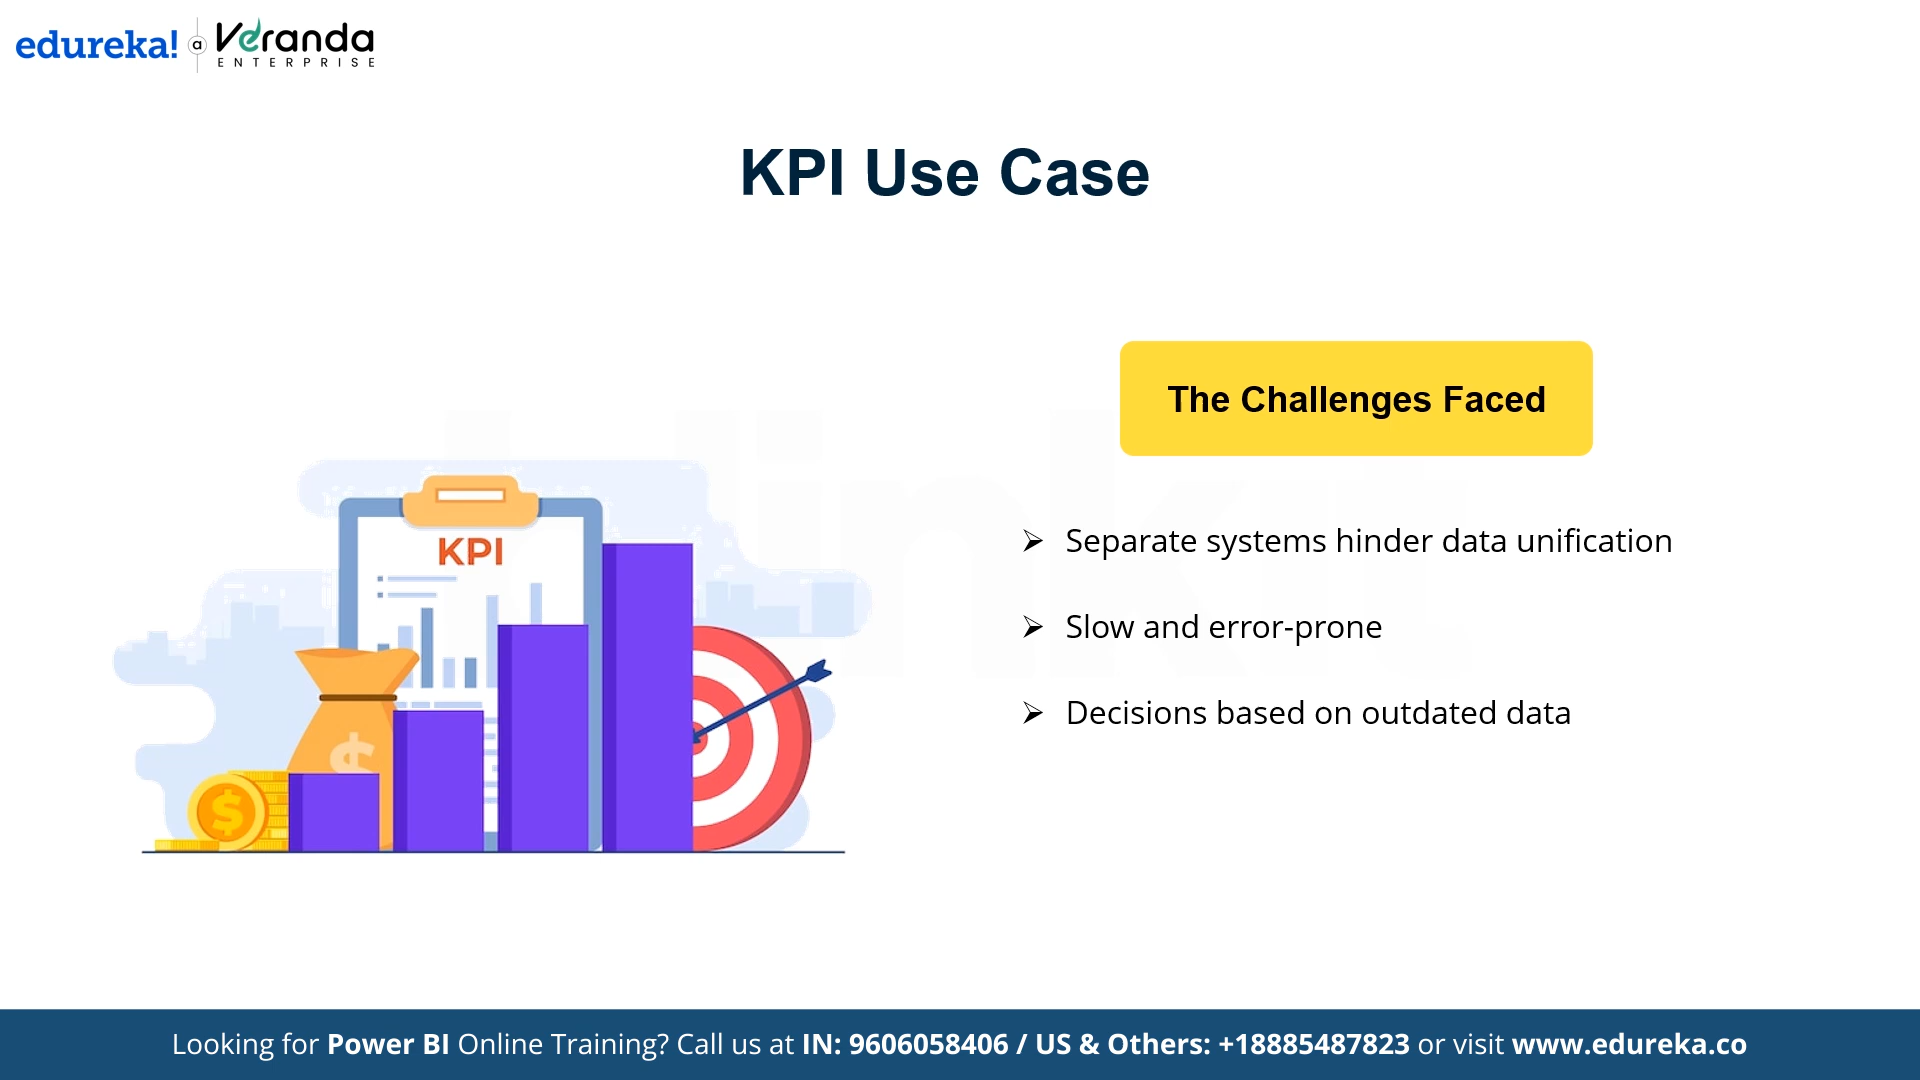 edureka! a Veranda
ENTERPRISE
KPI Use Case
The Challenges Faced
KPI
➢ Separate systems hinder data unification
➢ Slow and error-prone
➢ Decisions based on outdated data
$
$
Looking for Power BI Online Training? Call us at IN: 9606058406 / US & Others: +18885487823 or visit www.edureka.co